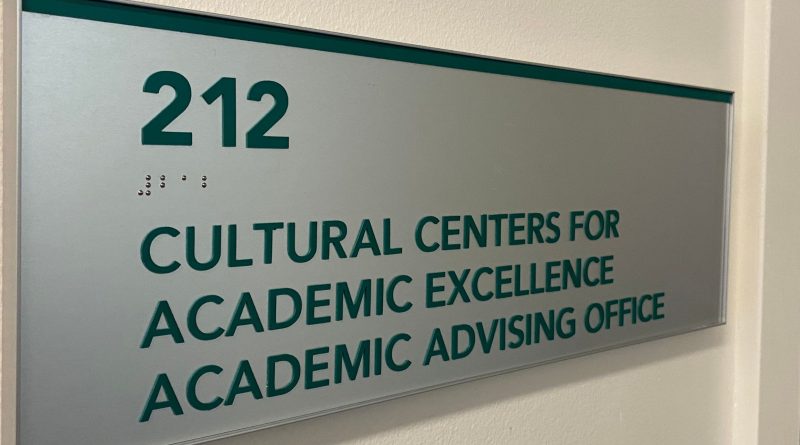 212
⠼⠃⠁⠃
CULTURAL CENTERS FOR
ACADEMIC EXCELLENCE
ACADEMIC ADVISING OFFICE